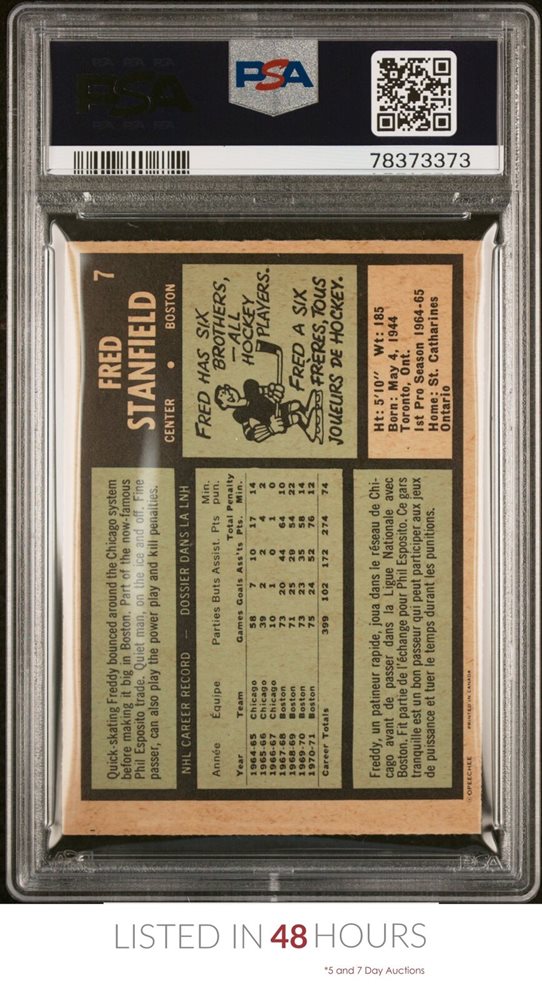 PSA PSA PSA
PSA
PSA PSA PSA
PSA
78373373
7
FRED
STANFIELD
CENTER • BOSTON
FRED HAS SIX
BROTHERS,
—ALL
HOCKEY
PLAYERS.
FRED A SIX
FRÈRES, TOUS
JOUEURS DE HOCKEY.
Ht: 5'10" Wt: 185
Born: May 4, 1944
Toronto, Ont.
1st Pro Season 1964-65
Home: St. Catharines
Ontario
Quick-skating Freddy bounced around the Chicago system
before making it big in Boston. Part of the now-famous
Phil Esposito trade. Quiet man, on the ice and off. Fine
passer, can also play the power play and kill penalties.
NHL CAREER RECORD — DOSSIER DANS LA LNH
Année Équipe Parties Buts Assist. Pts Min. pun.
Year Team Games Goals Ass'ts Total Pts. Penalty Min.
1964-65 Chicago 58 7 10 17 14
1965-66 Chicago 39 2 2 4 2
1966-67 Chicago 10 1 0 1 0
1967-68 Boston 73 20 44 64 10
1968-69 Boston 71 25 29 54 22
1969-70 Boston 73 23 35 58 14
1970-71 Boston 75 24 52 76 12
Career Totals 399 102 172 274 74
Freddy, un patineur rapide, joua dans le réseau de Chi-
cago avant de passer dans la Ligue Nationale avec
Boston. Fit partie de l'échange pour Phil Esposito. Ce gars
tranquille est un bon passeur qui peut participer aux jeux
de puissance et tuer le temps durant les punitions.
© OPEECHEE PRINTED IN CANADA
PSA
LISTED IN 48 HOURS
*5 and 7 Day Auctions